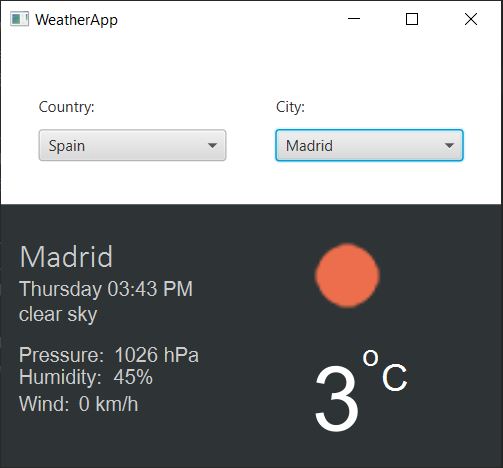 WeatherApp
Country: City:
Spain Madrid
Madrid
Thursday 03:43 PM
clear sky
Pressure: 1026 hPa
Humidity: 45%
Wind: 0 km/h
3°C